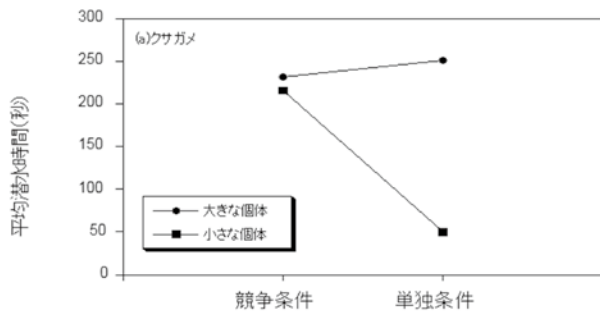 (a)クサガメ
平均潜水時間(秒)
300
250
200
150
100
50
0
大きな個体
小さな個体
競争条件
単独条件